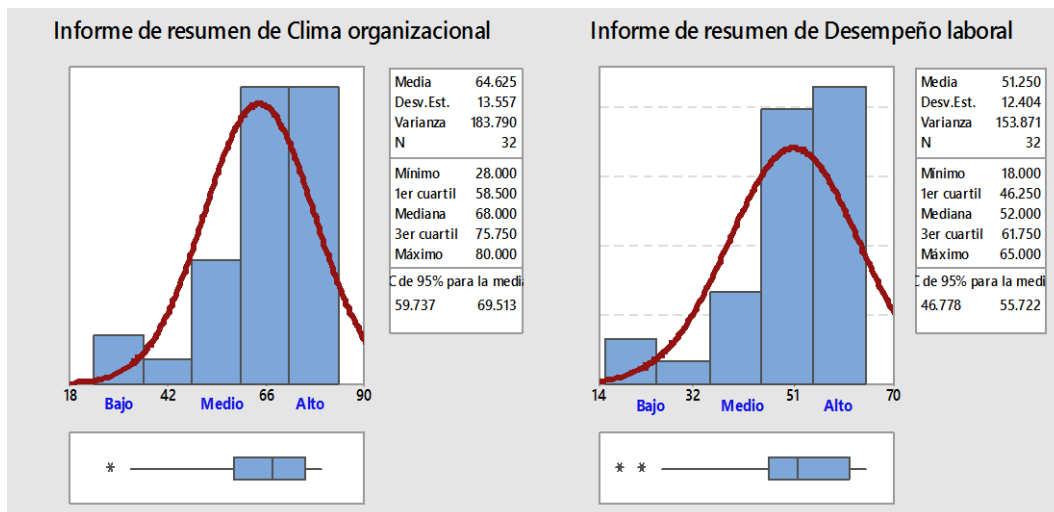 Informe de resumen de Clima organizacional
Media 64.625
Desv.Est. 13.557
Varianza 183.790
N 32
Mínimo 28.000
1er cuartil 58.500
Mediana 68.000
3er cuartil 75.750
Máximo 80.000
C de 95% para la medi
59.737 69.513
18 42 66 90
Bajo Medio Alto
Informe de resumen de Desempeño laboral
Media 51.250
Desv.Est. 12.404
Varianza 153.871
N 32
Mínimo 18.000
1er cuartil 46.250
Mediana 52.000
3er cuartil 61.750
Máximo 65.000
C de 95% para la medi
46.778 55.722
14 32 51 70
Bajo Medio Alto